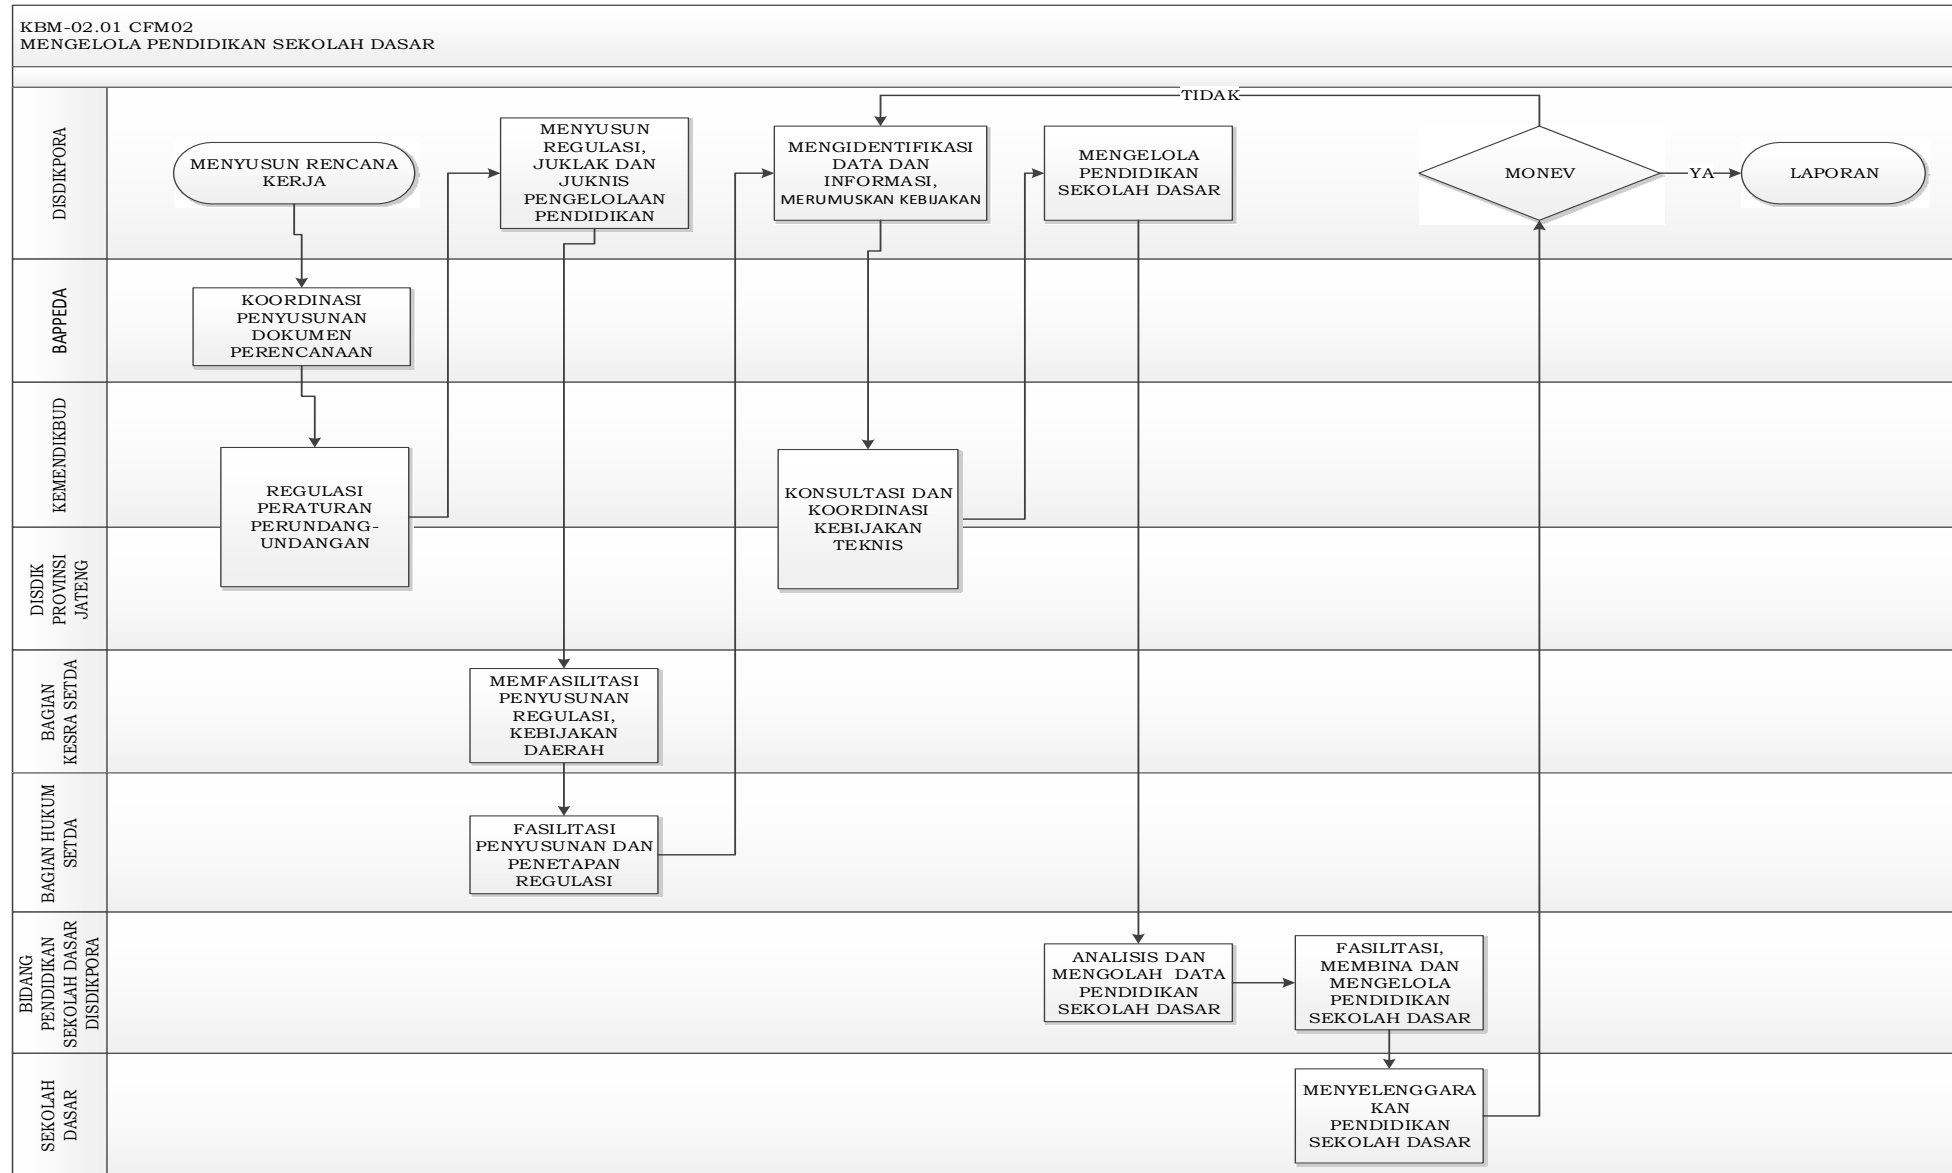 KBM-02.01 CFM02
MENGELOLA PENDIDIKAN SEKOLAH DASAR
DISDIKPORA
MENYUSUN RENCANA
KERJA
MENYUSUN
REGULASI,
JUKLAK DAN
JUKNIS
PENGELOLAAN
PENDIDIKAN
MENGIDENTIFIKASI
DATA DAN
INFORMASI,
MERUMUSKAN KEBIJAKAN
MENGELOLA
PENDIDIKAN
SEKOLAH DASAR
TIDAK
MONEV
YA
LAPORAN
BAPPEDA
KOORDINASI
PENYUSUNAN
DOKUMEN
PERENCANAAN
KEMENDIKBUD
REGULASI
PERATURAN
PERUNDANG-
UNDANGAN
KONSULTASI DAN
KOORDINASI
KEBIJAKAN
TEKNIS
DISDIK
PROVINSI
JATENG
BAGIAN
KESRA SETDA
MEMFASILITASI
PENYUSUNAN
REGULASI,
KEBIJAKAN
DAERAH
BAGIAN HUKUM
SETDA
FASILITASI
PENYUSUNAN DAN
PENETAPAN
REGULASI
BIDANG
PENDIDIKAN
SEKOLAH DASAR
DISDIKPORA
ANALISIS DAN
MENGOLAH DATA
PENDIDIKAN
SEKOLAH DASAR
FASILITASI,
MEMBINA DAN
MENGELOLA
PENDIDIKAN
SEKOLAH DASAR
SEKOLAH
DASAR
MENYELENGGARA
KAN
PENDIDIKAN
SEKOLAH DASAR